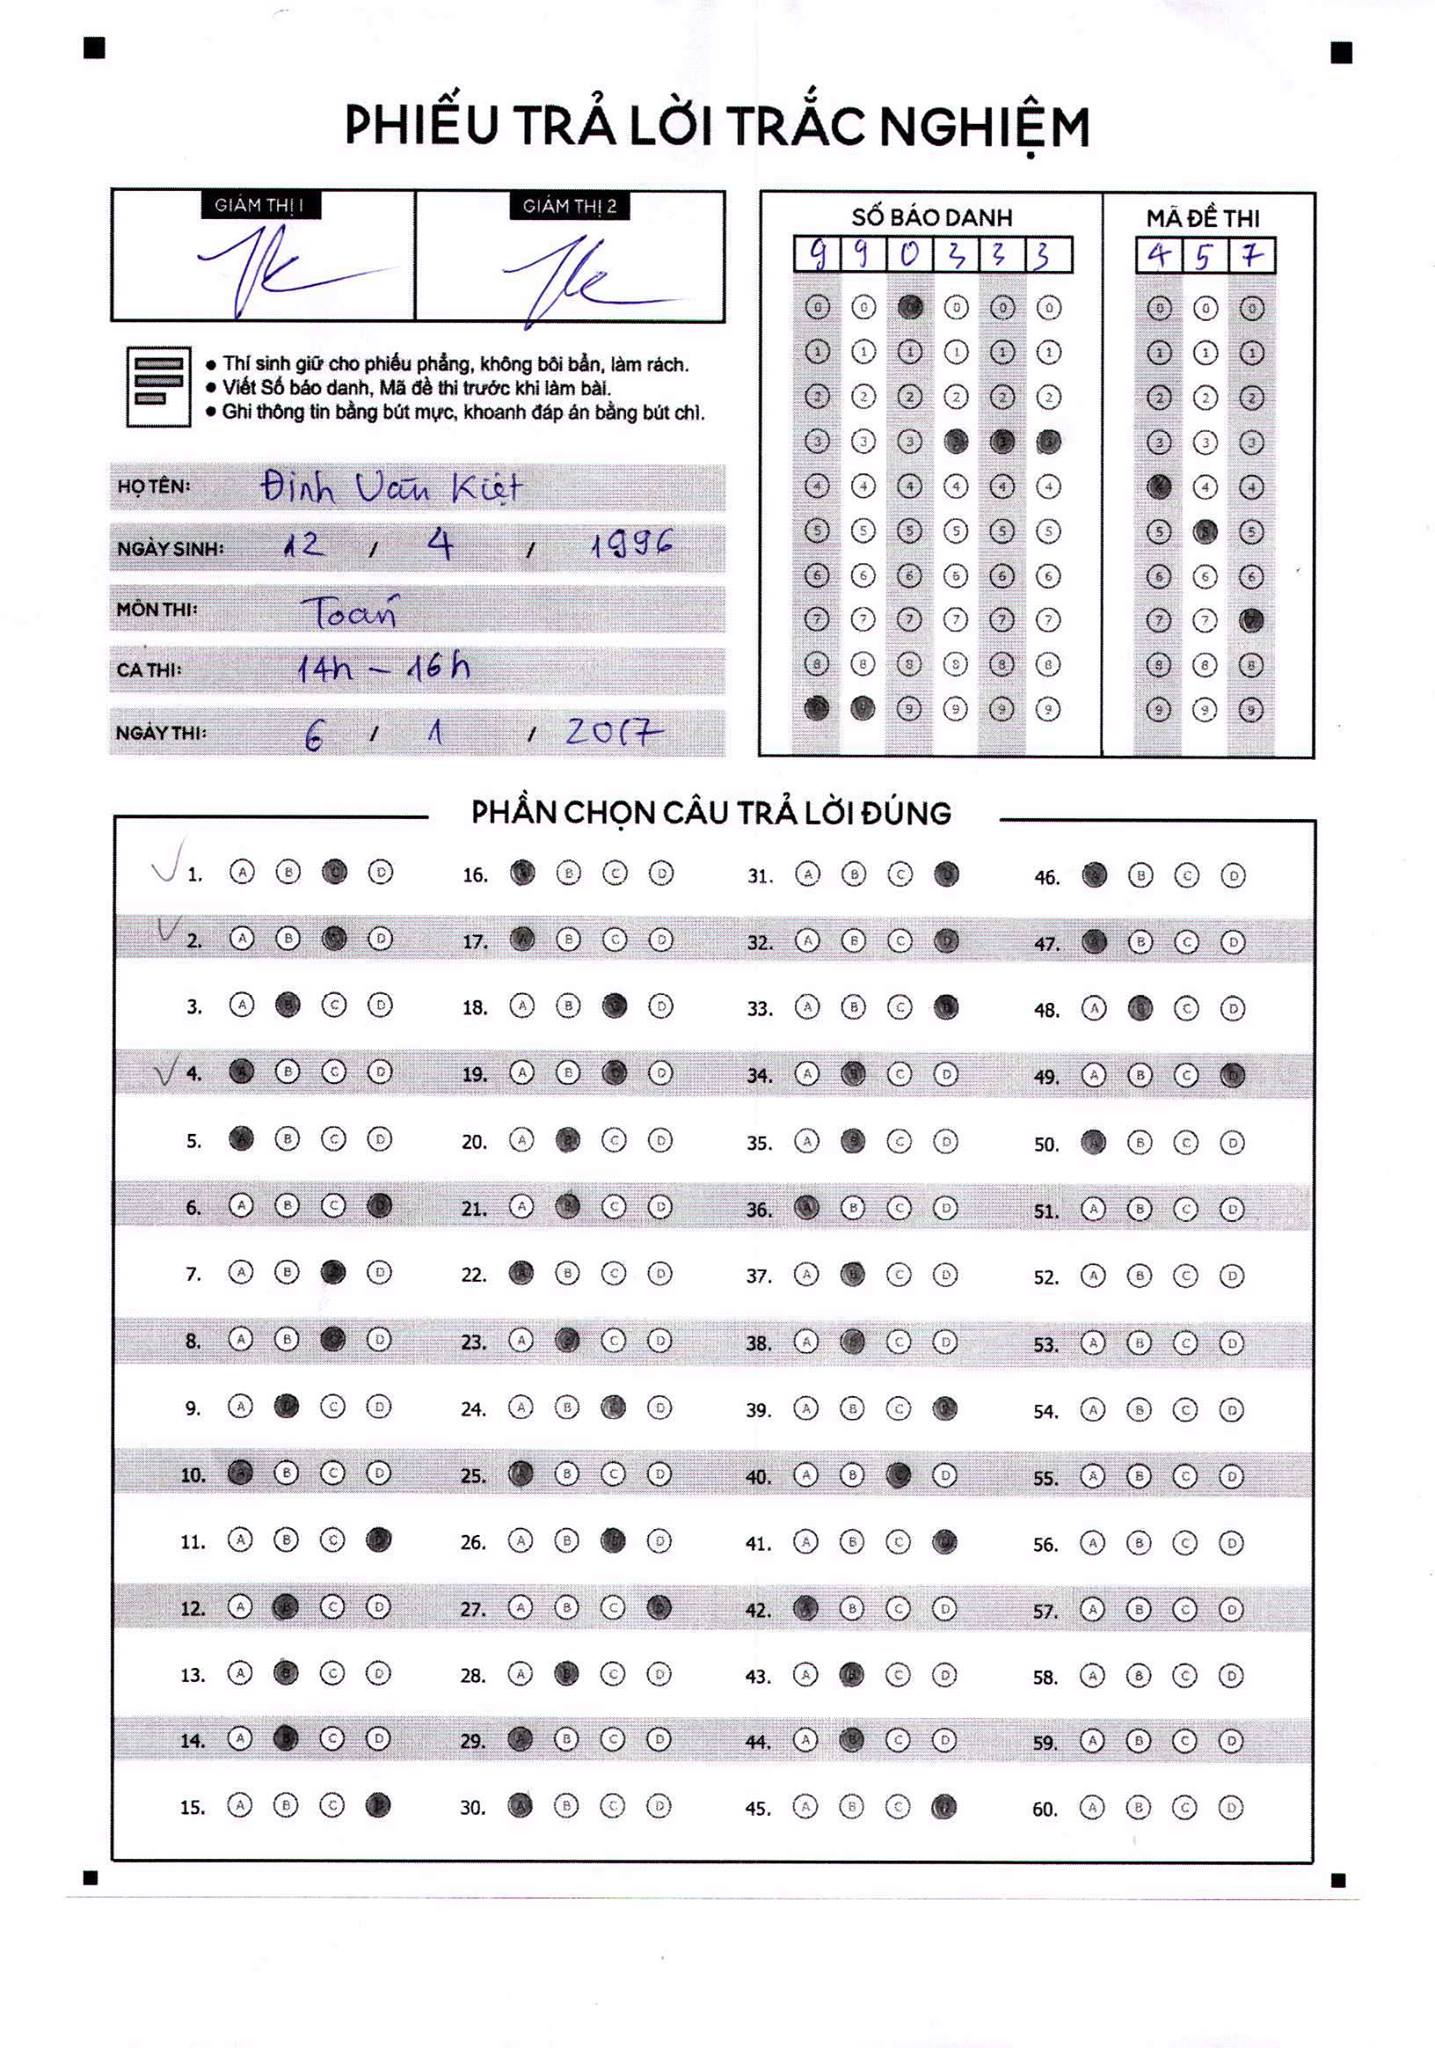 PHIẾU TRẢ LỜI TRẮC NGHIỆM
GIÁM THỊ 1
GIÁM THỊ 2
SỐ BÁO DANH
MÃ ĐỀ THI
9 9 0 3 3 3
4 5 7
0 0 0 0 0 0 0 0
1 1 1 1 1 1 1 1 1
2 2 2 2 2 2 2 2 2
3 3 3 3 3 3 3 3 3
4 4 4 4 4 4 4 4
5 5 5 5 5 5 5 5 5
6 6 6 6 6 6 6 6 6
7 7 7 7 7 7 7 7
8 8 8 8 8 8 8 8 8
9 9 9 9 9 9 9
● Thí sinh giữ cho phiếu phẳng, không bôi bẩn, làm rách.
● Viết Số báo danh, Mã đề thi trước khi làm bài.
● Ghi thông tin bằng bút mực, khoanh đáp án bằng bút chì.
HỌ TÊN: Đinh Văn Kiệt
NGÀY SINH: 12 / 4 / 1996
MÔN THI: Toán
CA THI: 14h - 16h
NGÀY THI: 6 / 1 / 2017
PHẦN CHỌN CÂU TRẢ LỜI ĐÚNG
1. A B C D 16. A B C D 31. A B C D 46. A B C D
2. A B D 17. A B C D 32. A B C D 47. A B C D
3. A B C D 18. A B C D 33. A B C D 48. A B C D
4. A B C D 19. A B D 34. A B C D 49. A B C D
5. A B C D 20. A B C D 35. A B C D 50. A B C D
6. A B C D 21. A B C D 36. A B C D 51. A B C D
7. A B D 22. A B C D 37. A B C D 52. A B C D
8. A B C D 23. A B C D 38. A B C D 53. A B C D
9. A C D 24. A B C D 39. A B C D 54. A B C D
10. A B C D 25. A B C D 40. A B C D 55. A B C D
11. A B C D 26. A B C D 41. A B C D 56. A B C D
12. A B C D 27. A B C D 42. A B C D 57. A B C D
13. A B C D 28. A B C D 43. A B C D 58. A B C D
14. A B C D 29. A B C D 44. A B C D 59. A B C D
15. A B C 30. A B C D 45. A B C D 60. A B C D